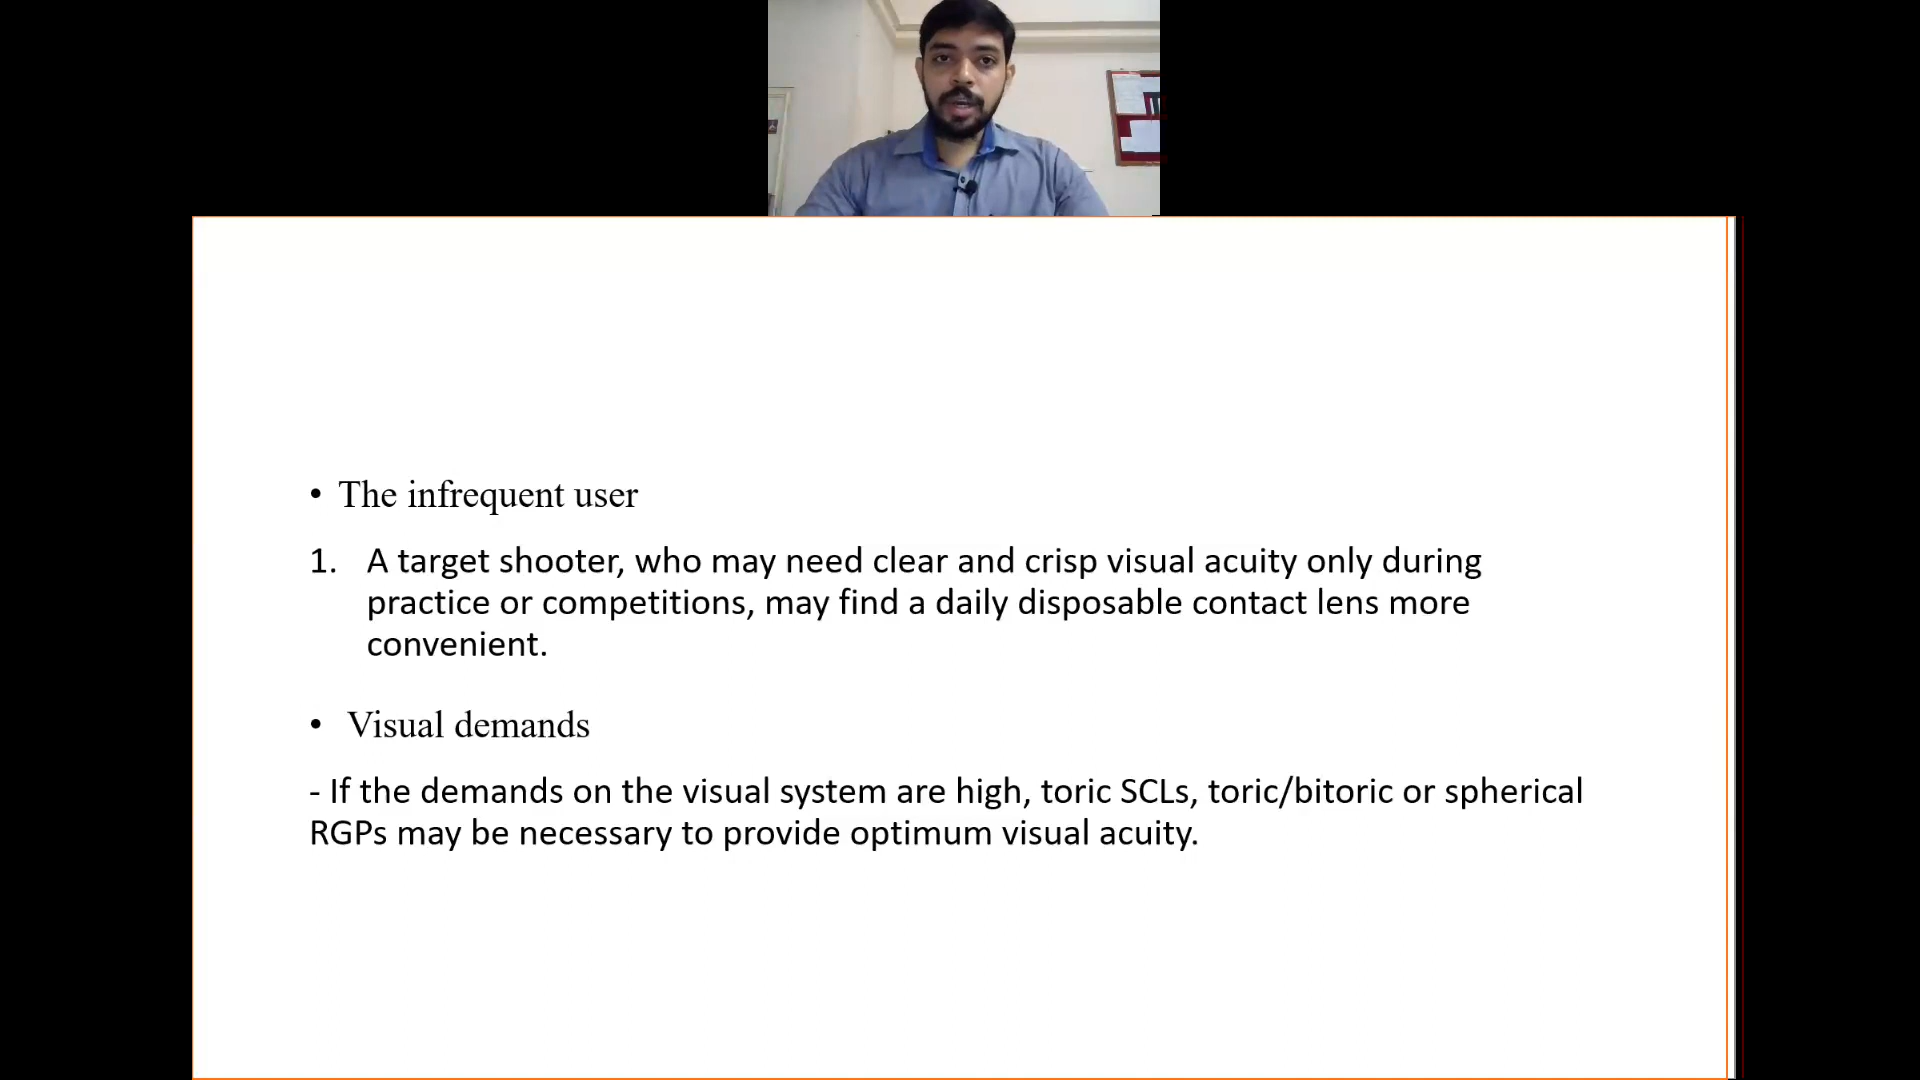 • The infrequent user
1. A target shooter, who may need clear and crisp visual acuity only during
practice or competitions, may find a daily disposable contact lens more
convenient.
• Visual demands
- If the demands on the visual system are high, toric SCLs, toric/bitoric or spherical
RGPs may be necessary to provide optimum visual acuity.